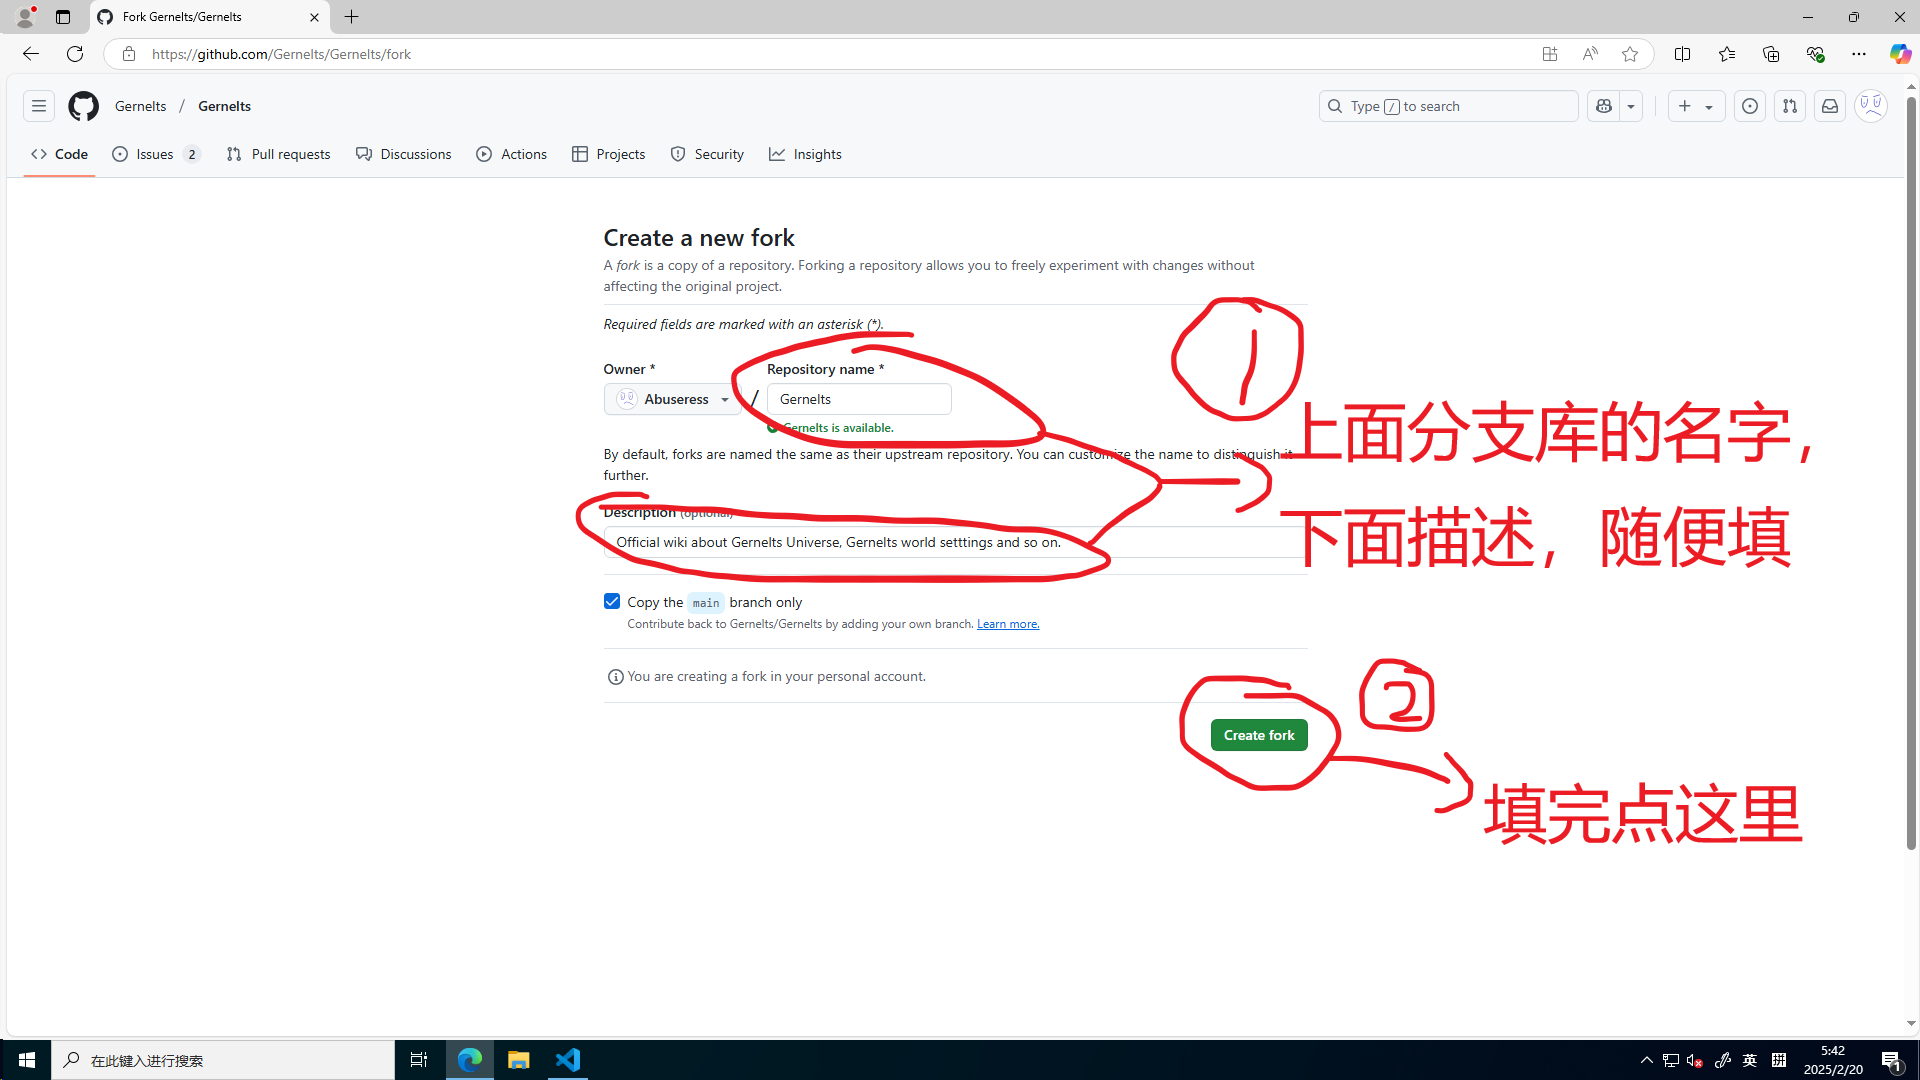 Fork Gernelts/Gernelts
https://github.com/Gernelts/Gernelts/fork
Gernelts / Gernelts
Type / to search
Code
Issues 2
Pull requests
Discussions
Actions
Projects
Security
Insights
Create a new fork
A fork is a copy of a repository. Forking a repository allows you to freely experiment with changes without
affecting the original project.
Required fields are marked with an asterisk (*).
Owner *
Repository name *
Abuseress
/
Gernelts
Gernelts is available.
By default, forks are named the same as their upstream repository. You can customize the name to distinguish it
further.
Description (optional)
Official wiki about Gernelts Universe, Gernelts world setttings and so on.
Copy the main branch only
Contribute back to Gernelts/Gernelts by adding your own branch. Learn more.
You are creating a fork in your personal account.
Create fork
1
上面分支库的名字，
下面描述，随便填
2
填完点这里
在此键入进行搜索
英
拼
5:42
2025/2/20
1